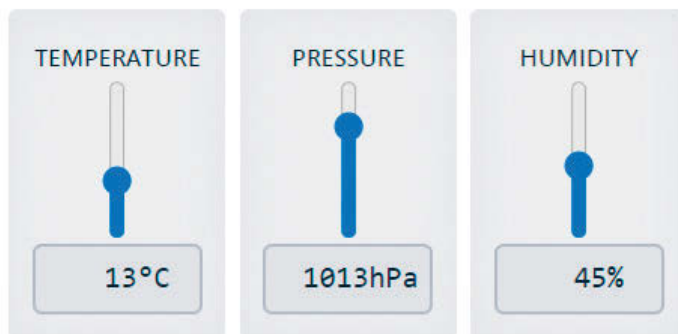 TEMPERATURE
13°C
PRESSURE
1013hPa
HUMIDITY
45%